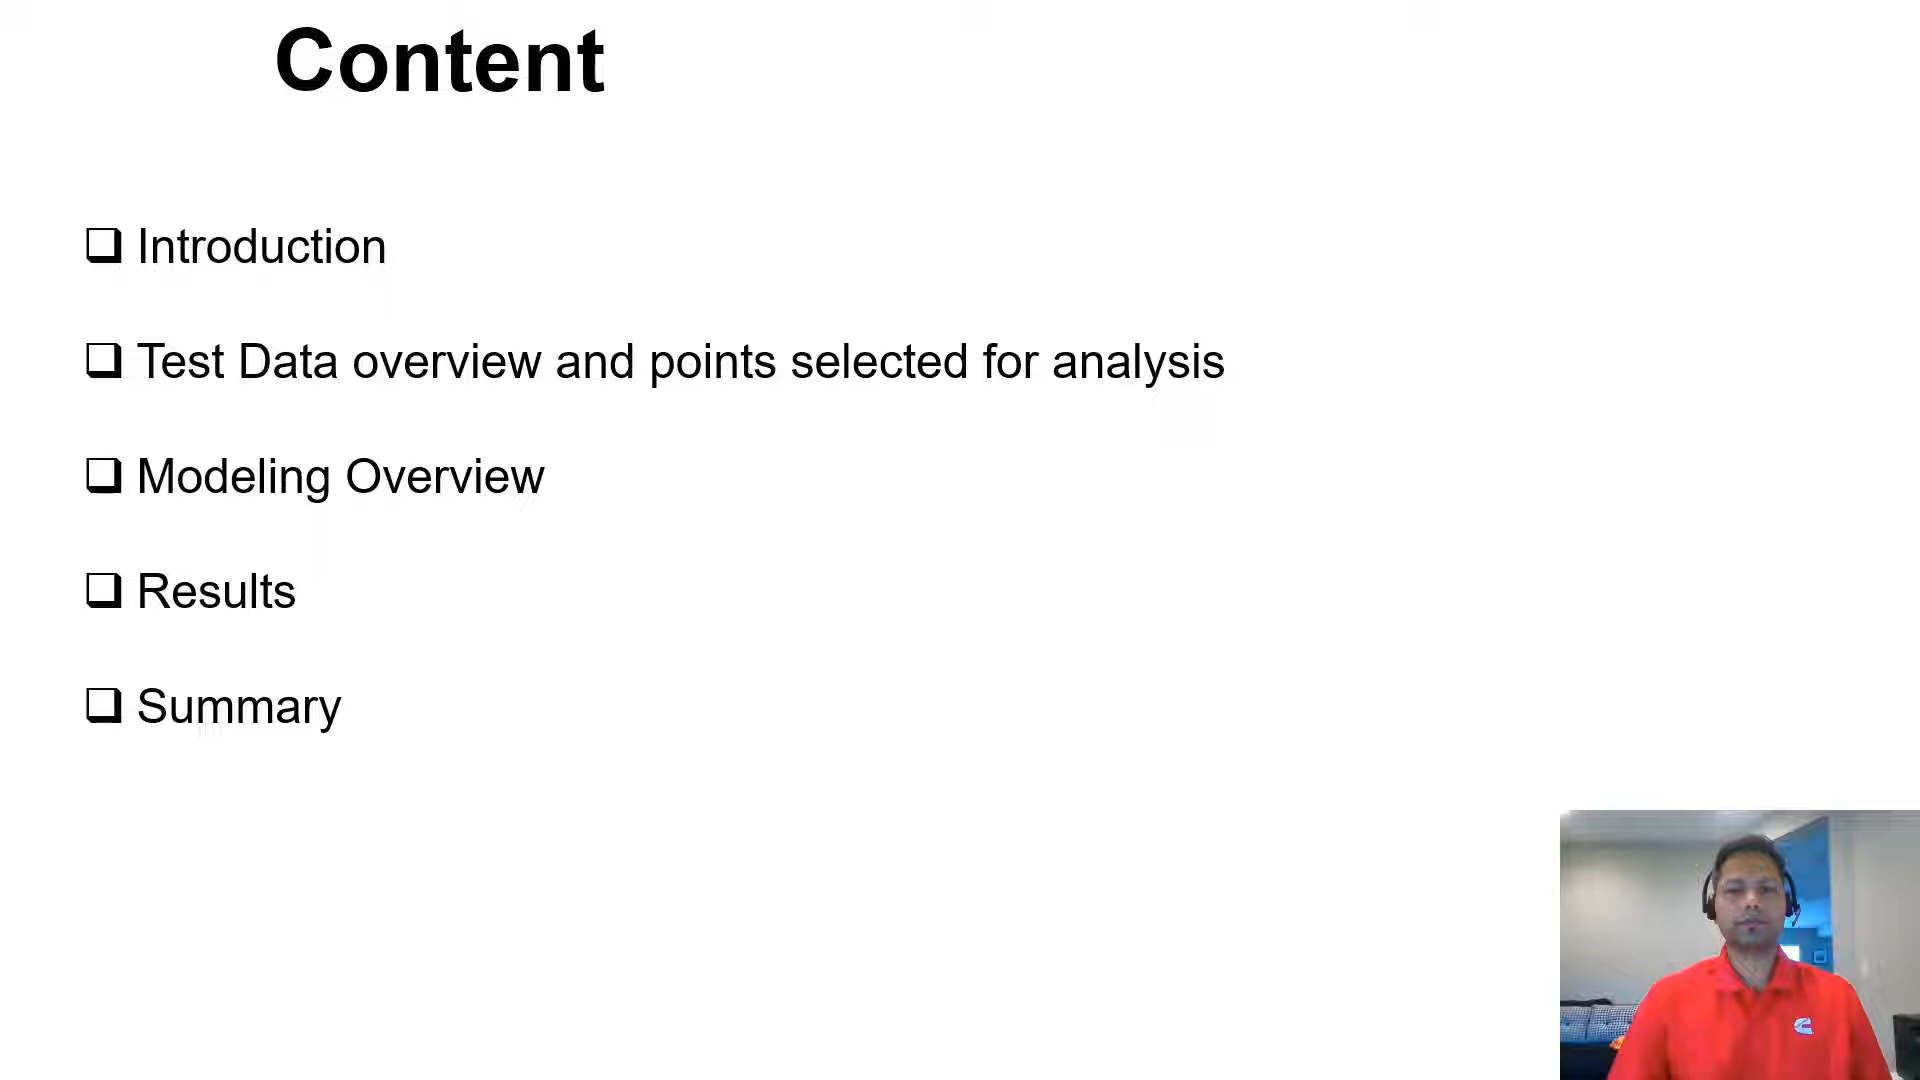 Content
Introduction
Test Data overview and points selected for analysis
Modeling Overview
Results
Summary